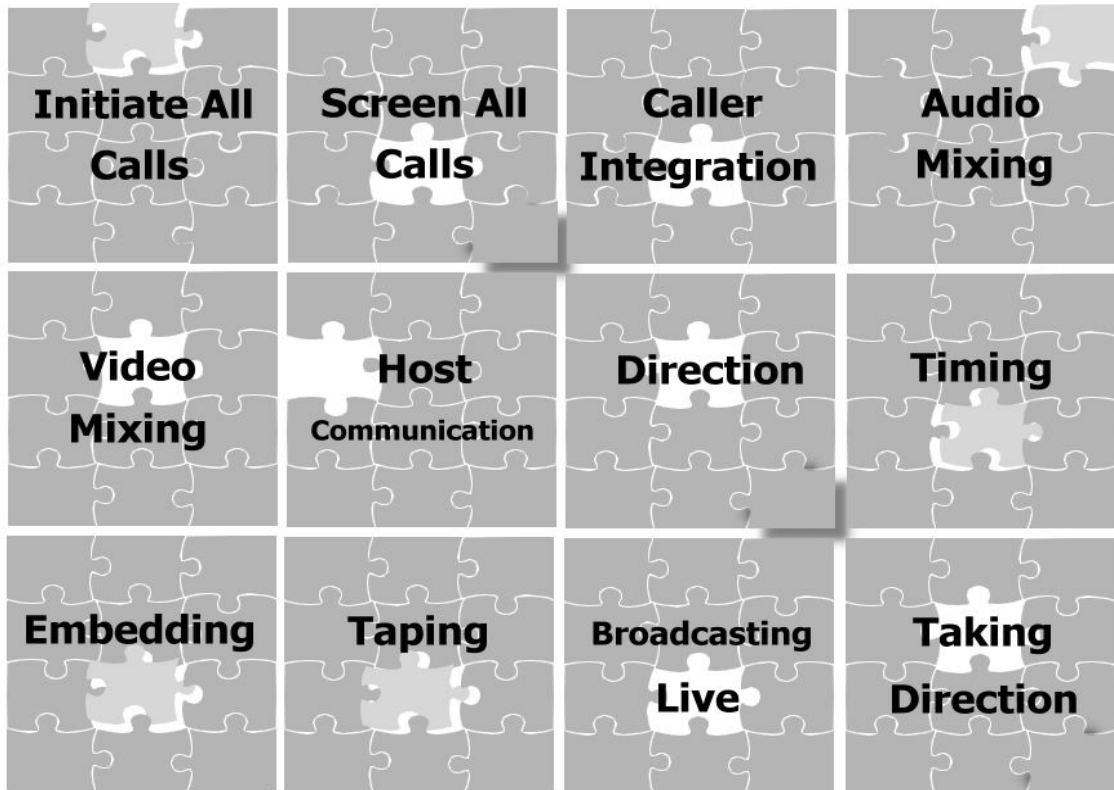 Initiate All
Calls
Screen All
Calls
Caller
Integration
Audio
Mixing
Video
Mixing
Host
Communication
Direction
Timing
Embedding
Taping
Broadcasting
Live
Taking
Direction